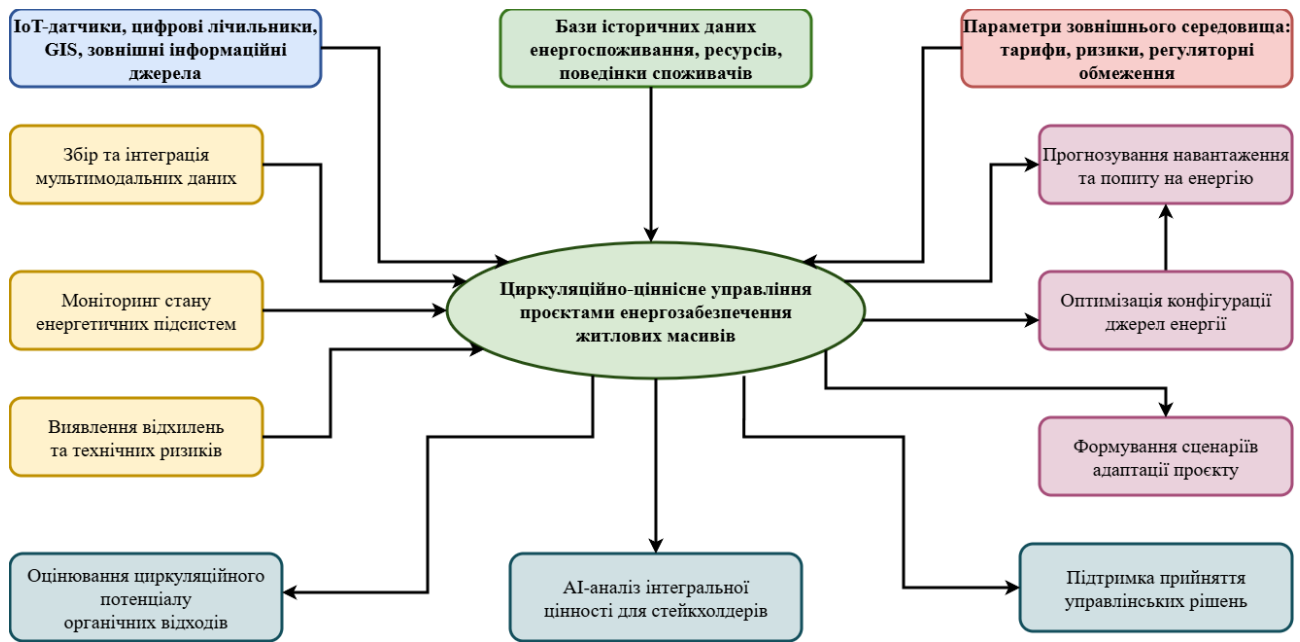 ІоТ-датчики, цифрові лічильники,
GIS, зовнішні інформаційні
джерела
Бази історичних даних
енергоспоживання, ресурсів,
поведінки споживачів
Параметри зовнішнього середовища:
тарифи, ризики, регуляторні
обмеження
Збір та інтеграція
мультимодальних даних
Прогнозування навантаження
та попиту на енергію
Моніторинг стану
енергетичних підсистем
Циркуляційно-ціннісне управління
проєктами енергозабезпечення
житлових масивів
Оптимізація конфігурації
джерел енергії
Виявлення відхилень
та технічних ризиків
Формування сценаріїв
адаптації проєкту
Оцінювання циркуляційного
потенціалу
органічних відходів
AI-аналіз інтегральної
цінності для стейкхолдерів
Підтримка прийняття
управлінських рішень